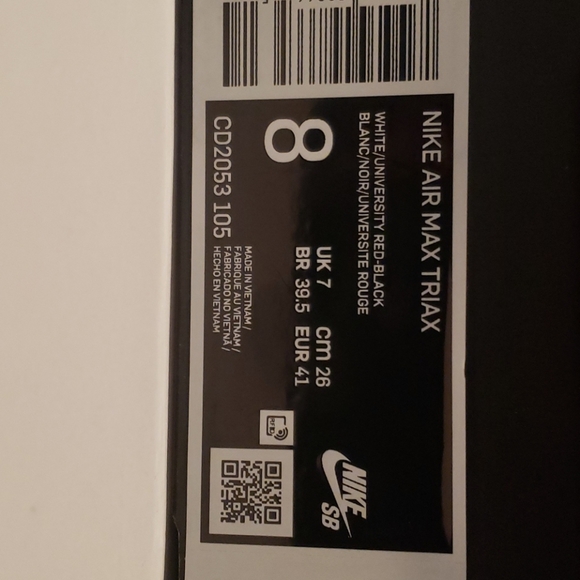 NIKE AIR MAX TRIAX
WHITE/UNIVERSITY RED-BLACK
BLANC/NOIR/UNIVERSITE ROUGE
8
UK 7 cm 26
BR 39.5 EUR 41
CD2053 105
MADE IN VIETNAM /
FABRIQUE AU VIETNAM /
FABRICADO NO VIETNÃ /
HECHO EN VIETNAM
NIKE
SB